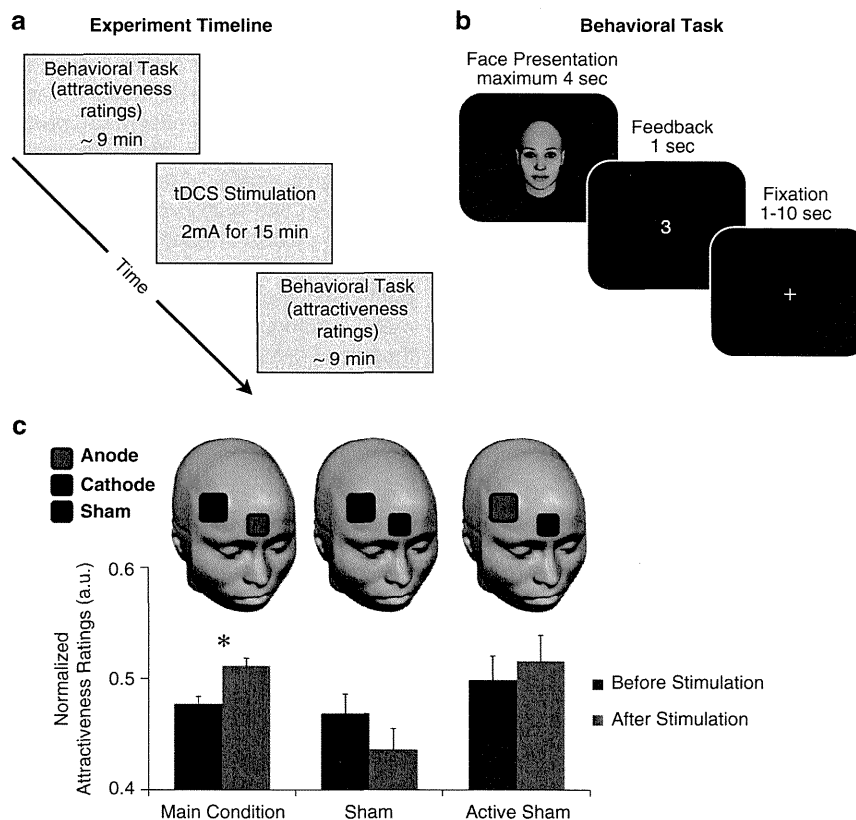 a
Experiment Timeline
Behavioral Task
(attractiveness
ratings)
~ 9 min
tDCS Stimulation
2mA for 15 min
Behavioral Task
(attractiveness
ratings)
~ 9 min
Time
b
Behavioral Task
Face Presentation
maximum 4 sec
Feedback
1 sec
3
Fixation
1-10 sec
+
c
Anode
Cathode
Sham
Normalized
Attractiveness Ratings (a.u.)
0.6
0.5
0.4
*
Before Stimulation
After Stimulation
Main Condition
Sham
Active Sham